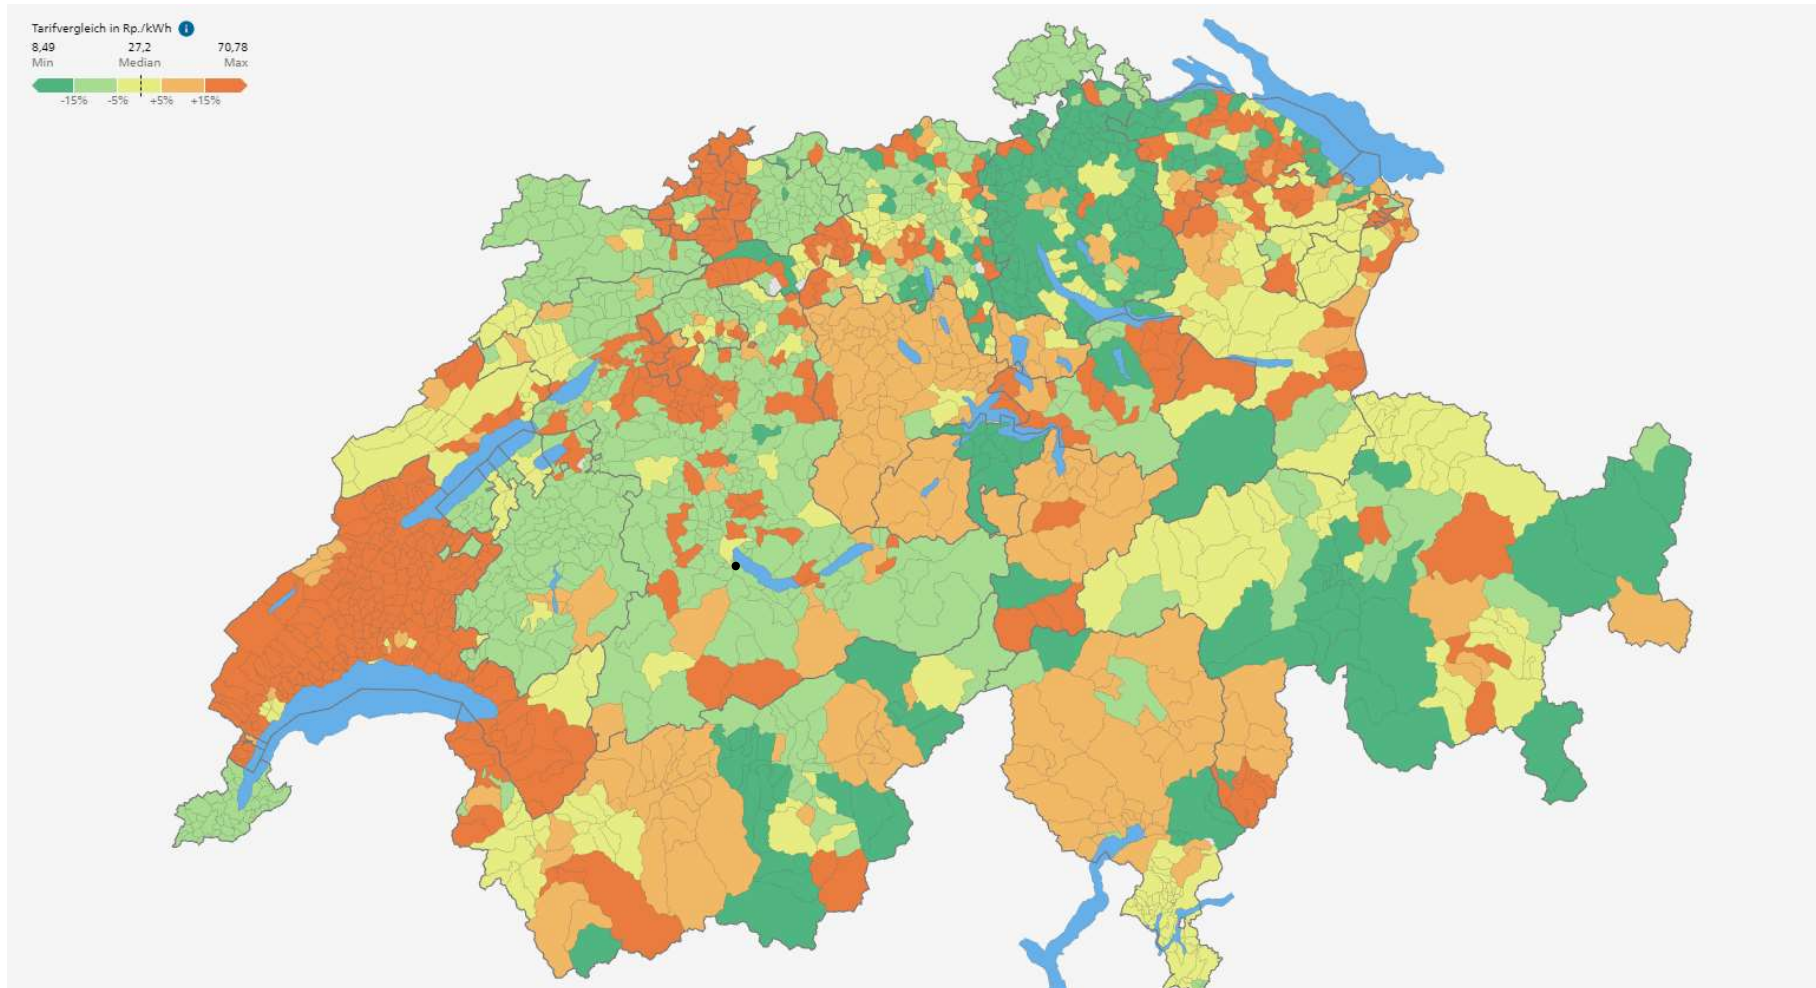 Tarifvergleich in Rp./kWh i
8,49 27,2 70,78
Min Median Max
-15% -5% +5% +15%